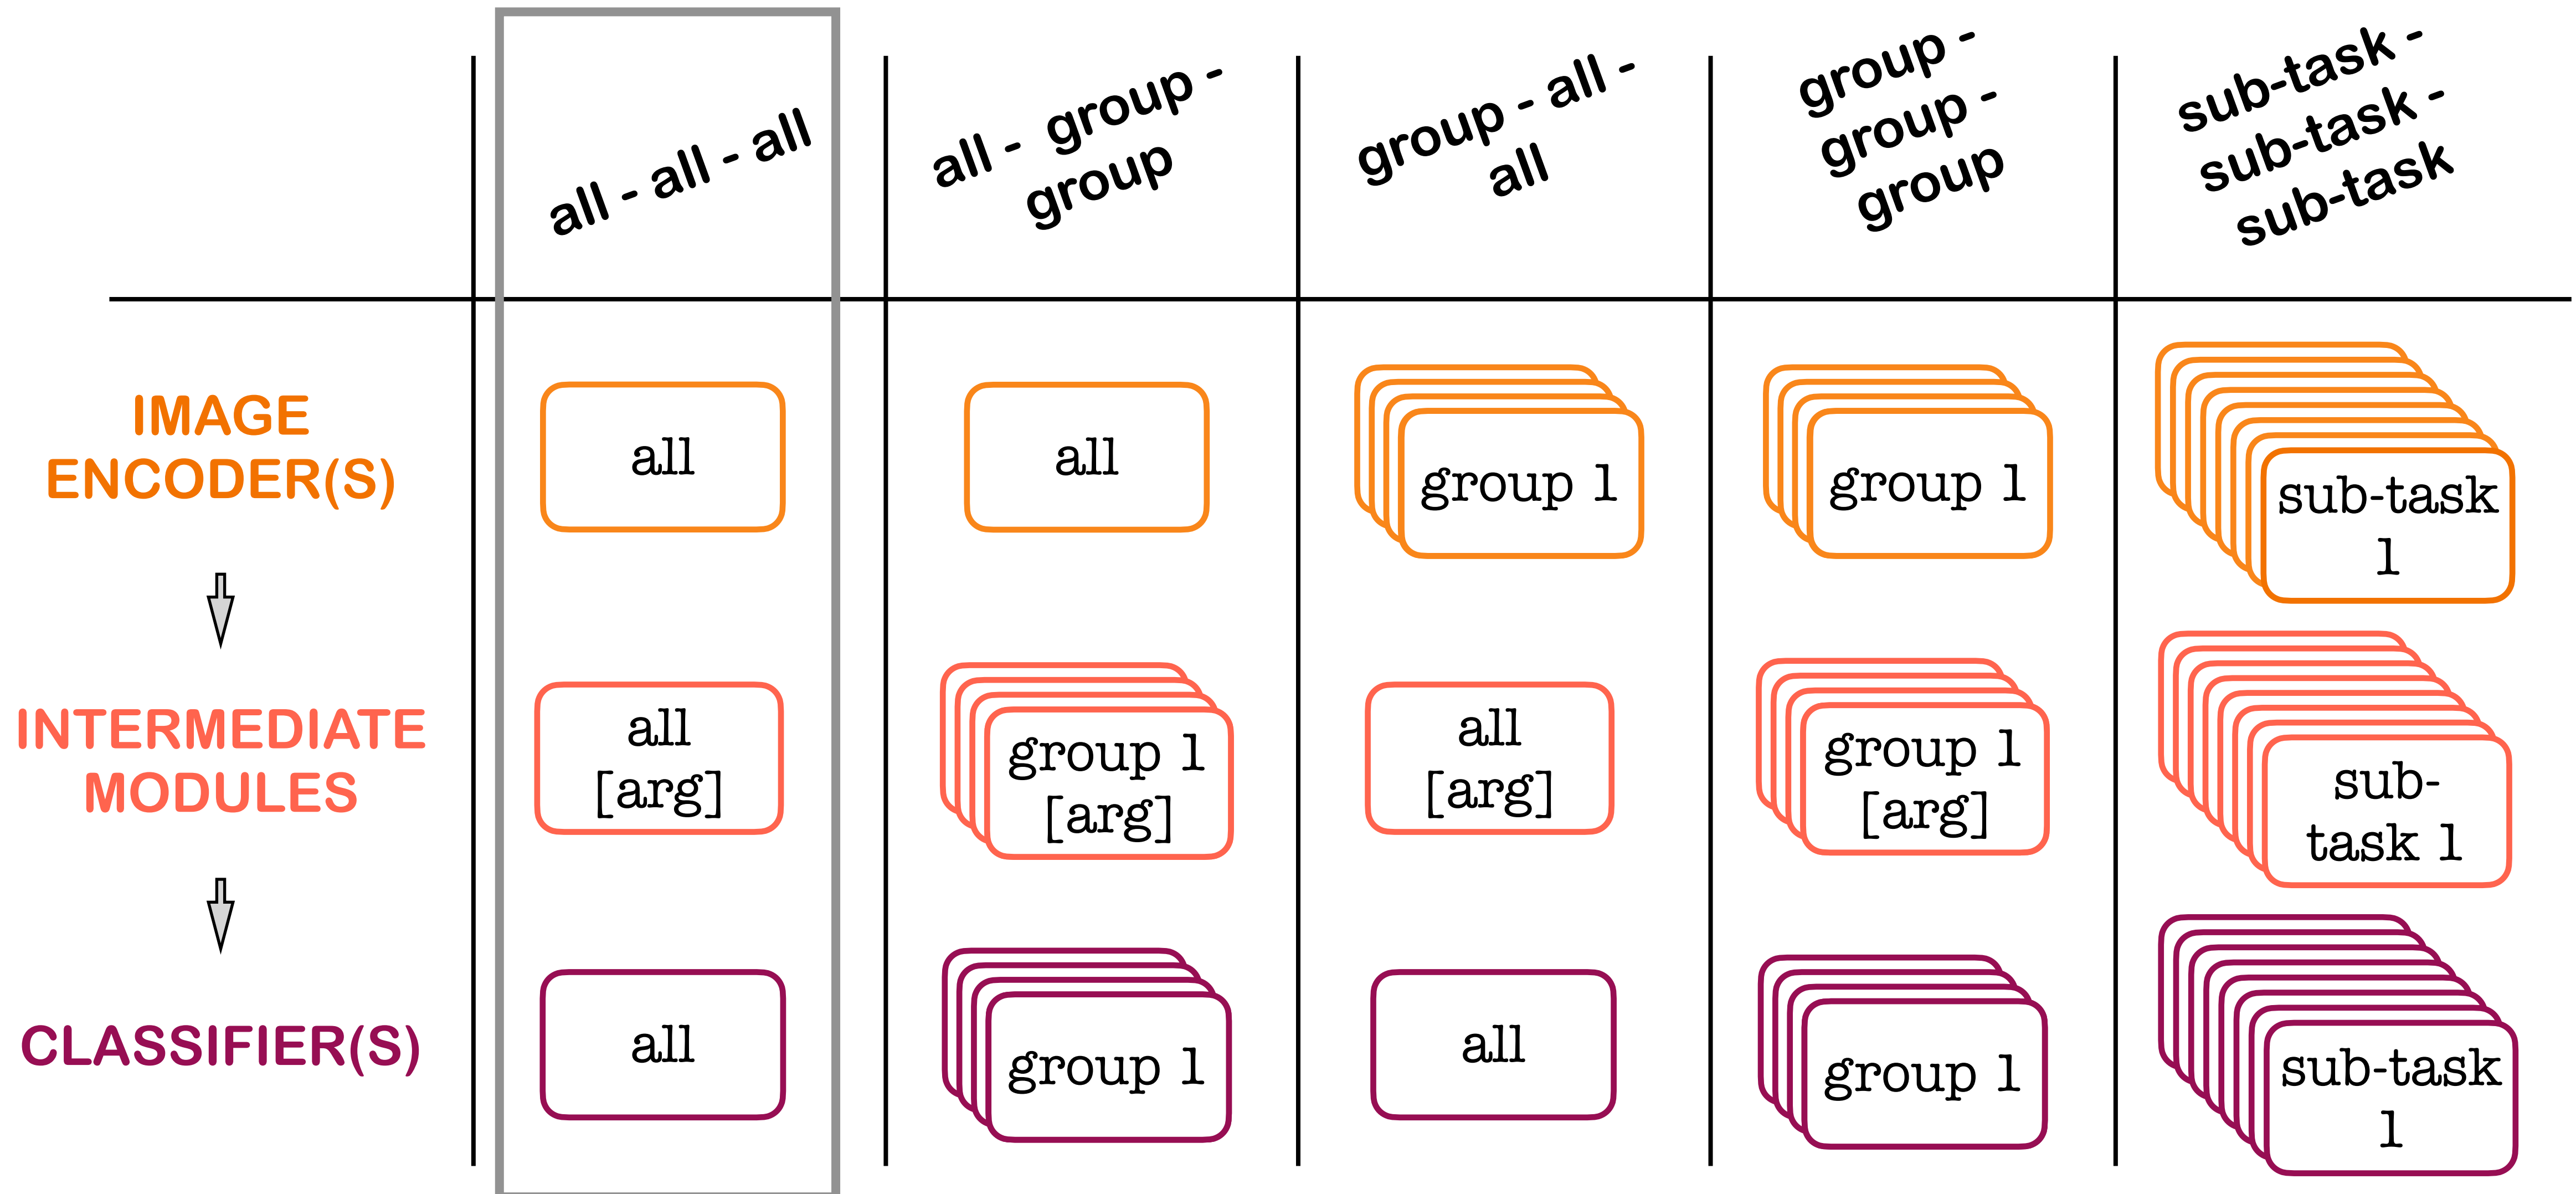 all - all - all
all - group -
group
group - all -
all
group -
group -
group
sub-task -
sub-task -
sub-task
IMAGE
ENCODER(S)
all
all
group 1
group 1
sub-task
1
INTERMEDIATE
MODULES
all
[arg]
group 1
[arg]
all
[arg]
group 1
[arg]
sub-
task 1
CLASSIFIER(S)
all
group 1
all
group 1
sub-task
1